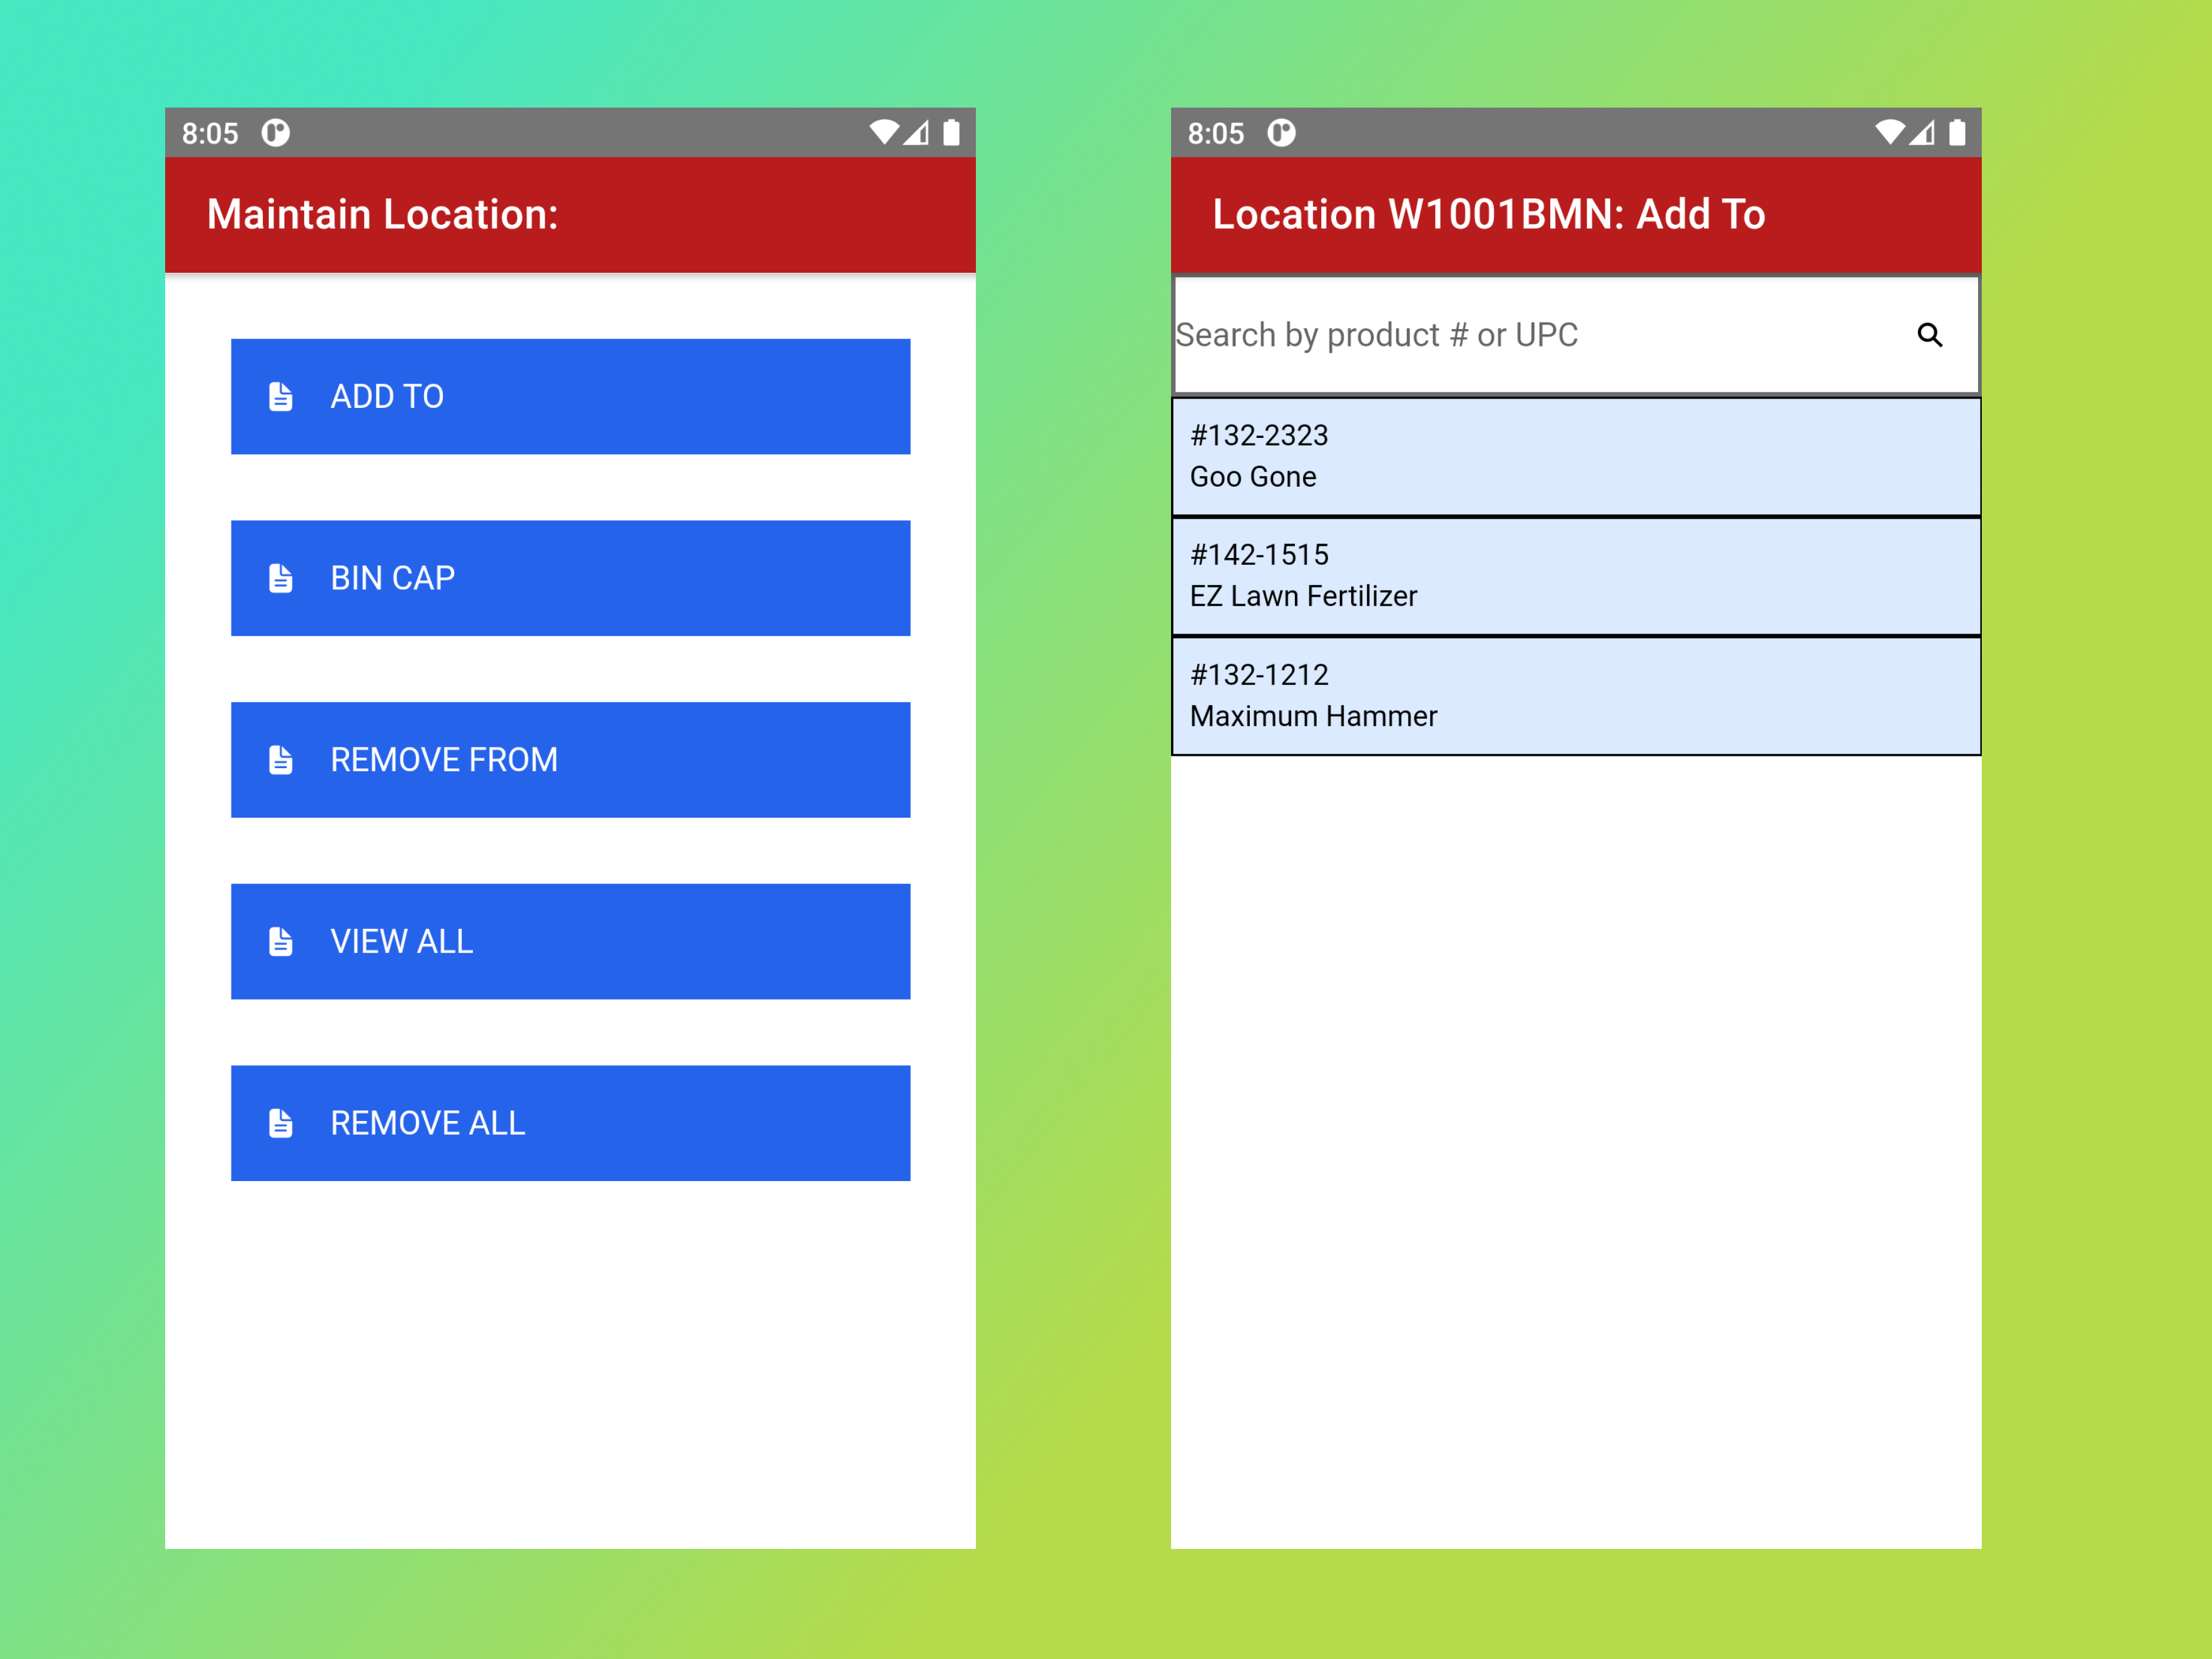 8:05
Maintain Location:
ADD TO
BIN CAP
REMOVE FROM
VIEW ALL
REMOVE ALL
8:05
Location W1001BMN: Add To
Search by product # or UPC
#132-2323
Goo Gone
#142-1515
EZ Lawn Fertilizer
#132-1212
Maximum Hammer